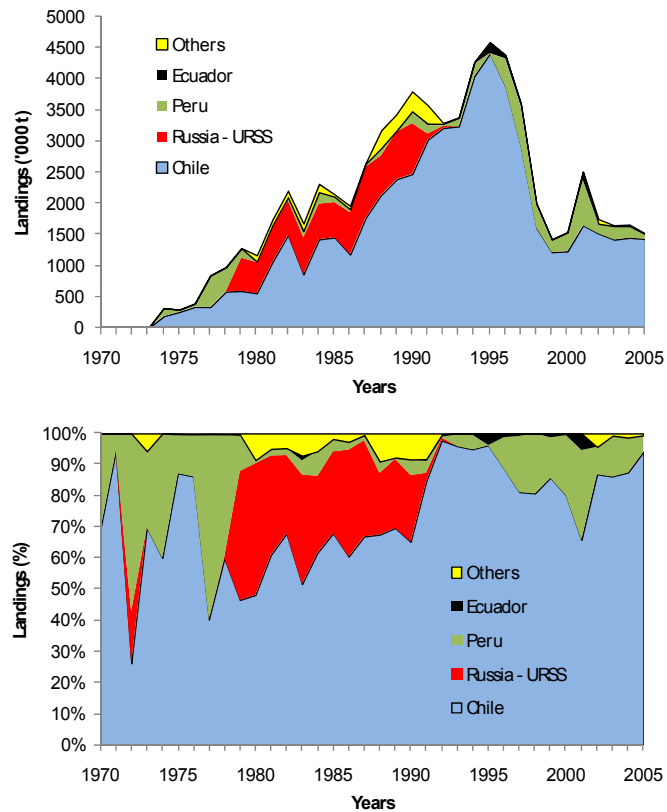 5000
4500
4000
3500
3000
2500
2000
1500
1000
500
0
Landings ('000 t)
Others
Ecuador
Peru
Russia - URSS
Chile
1970 1975 1980 1985 1990 1995 2000 2005
Years
100%
90%
80%
70%
60%
50%
40%
30%
20%
10%
0%
Landings (%)
Others
Ecuador
Peru
Russia - URSS
Chile
1970 1975 1980 1985 1990 1995 2000 2005
Years